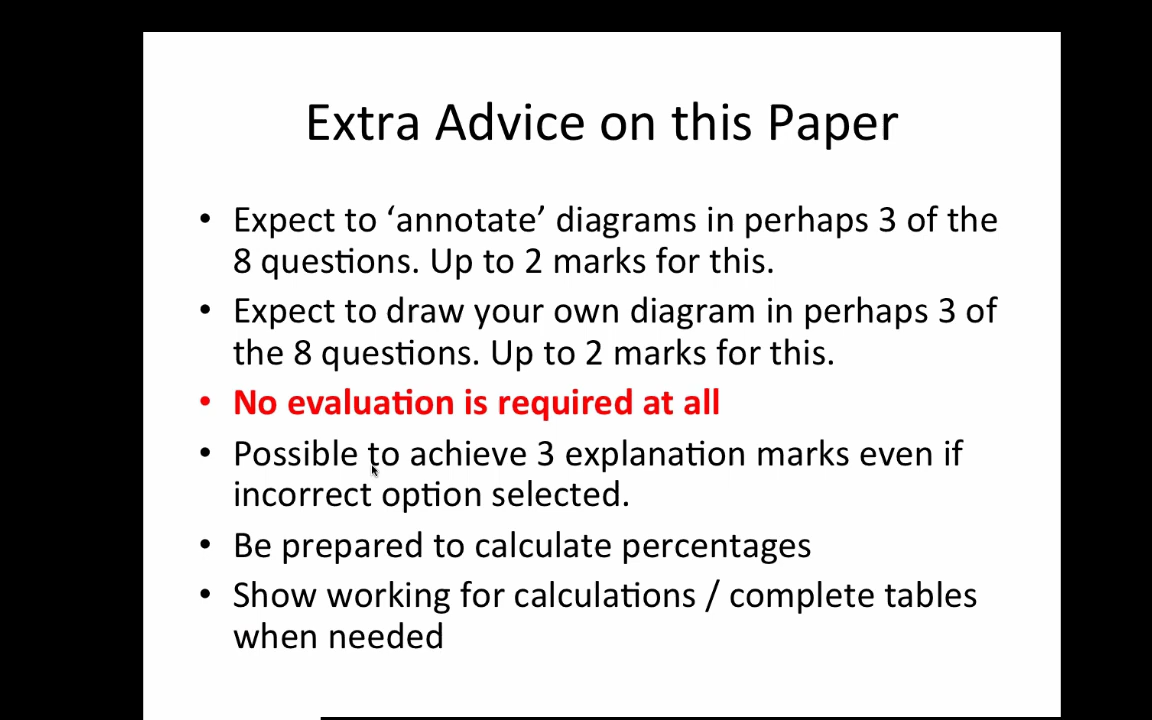 Extra Advice on this Paper
• Expect to ‘annotate’ diagrams in perhaps 3 of the
8 questions. Up to 2 marks for this.
• Expect to draw your own diagram in perhaps 3 of
the 8 questions. Up to 2 marks for this.
• No evaluation is required at all
• Possible to achieve 3 explanation marks even if
incorrect option selected.
• Be prepared to calculate percentages
• Show working for calculations / complete tables
when needed